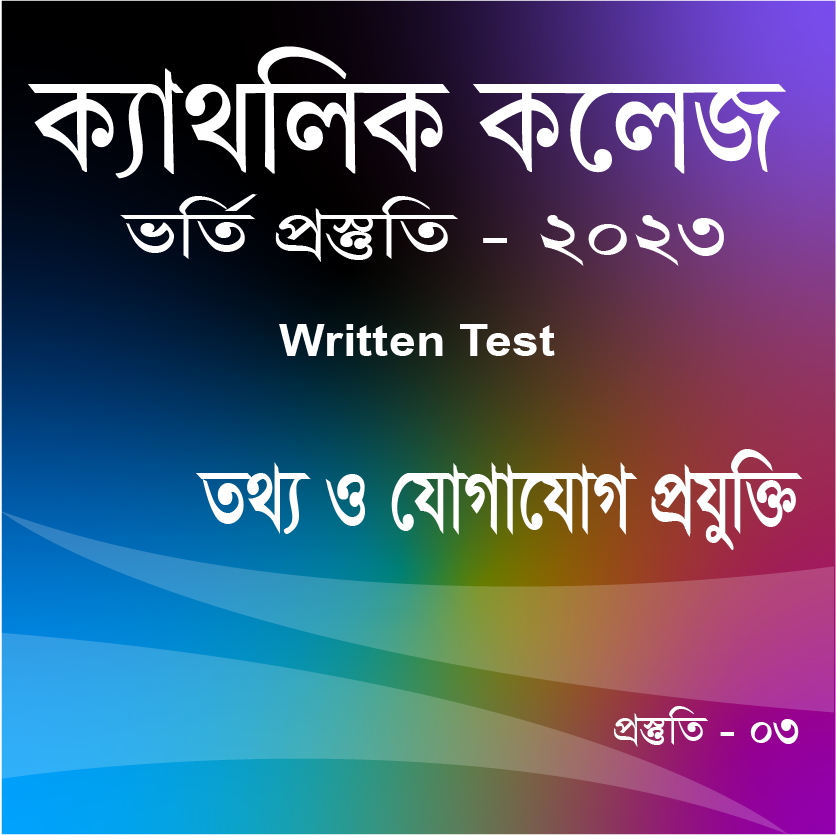 ক্যাথলিক কলেজ
ভর্তি প্রস্তুতি - ২০২৩
Written Test
তথ্য ও যোগাযোগ প্রযুক্তি
প্রস্তুতি - ০৩